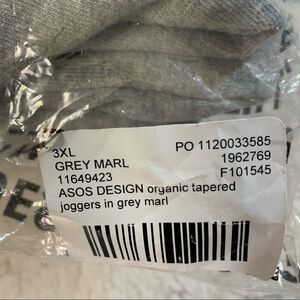 3XL PO 1120033585
GREY MARL 1962769
11649423 F101545
ASOS DESIGN organic tapered
joggers in grey marl